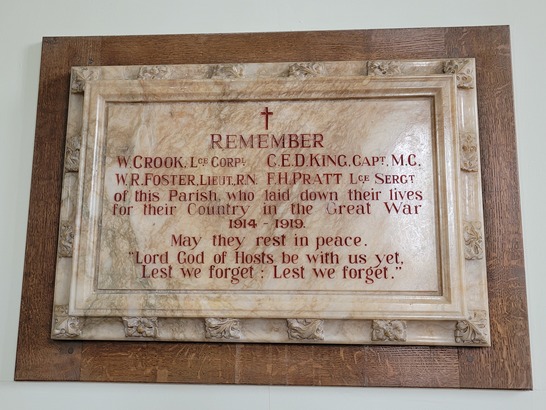 REMEMBER
W. CROOK, Lce CORPL. C.E.D. KING, CAPT, M.C.
W.R. FOSTER, LIEUT, R.N. F.H. PRATT Lce SERGT
of this Parish, who laid down their lives
for their Country in the Great War
1914 - 1919.
May they rest in peace.
"Lord God of Hosts be with us yet,
Lest we forget : Lest we forget."